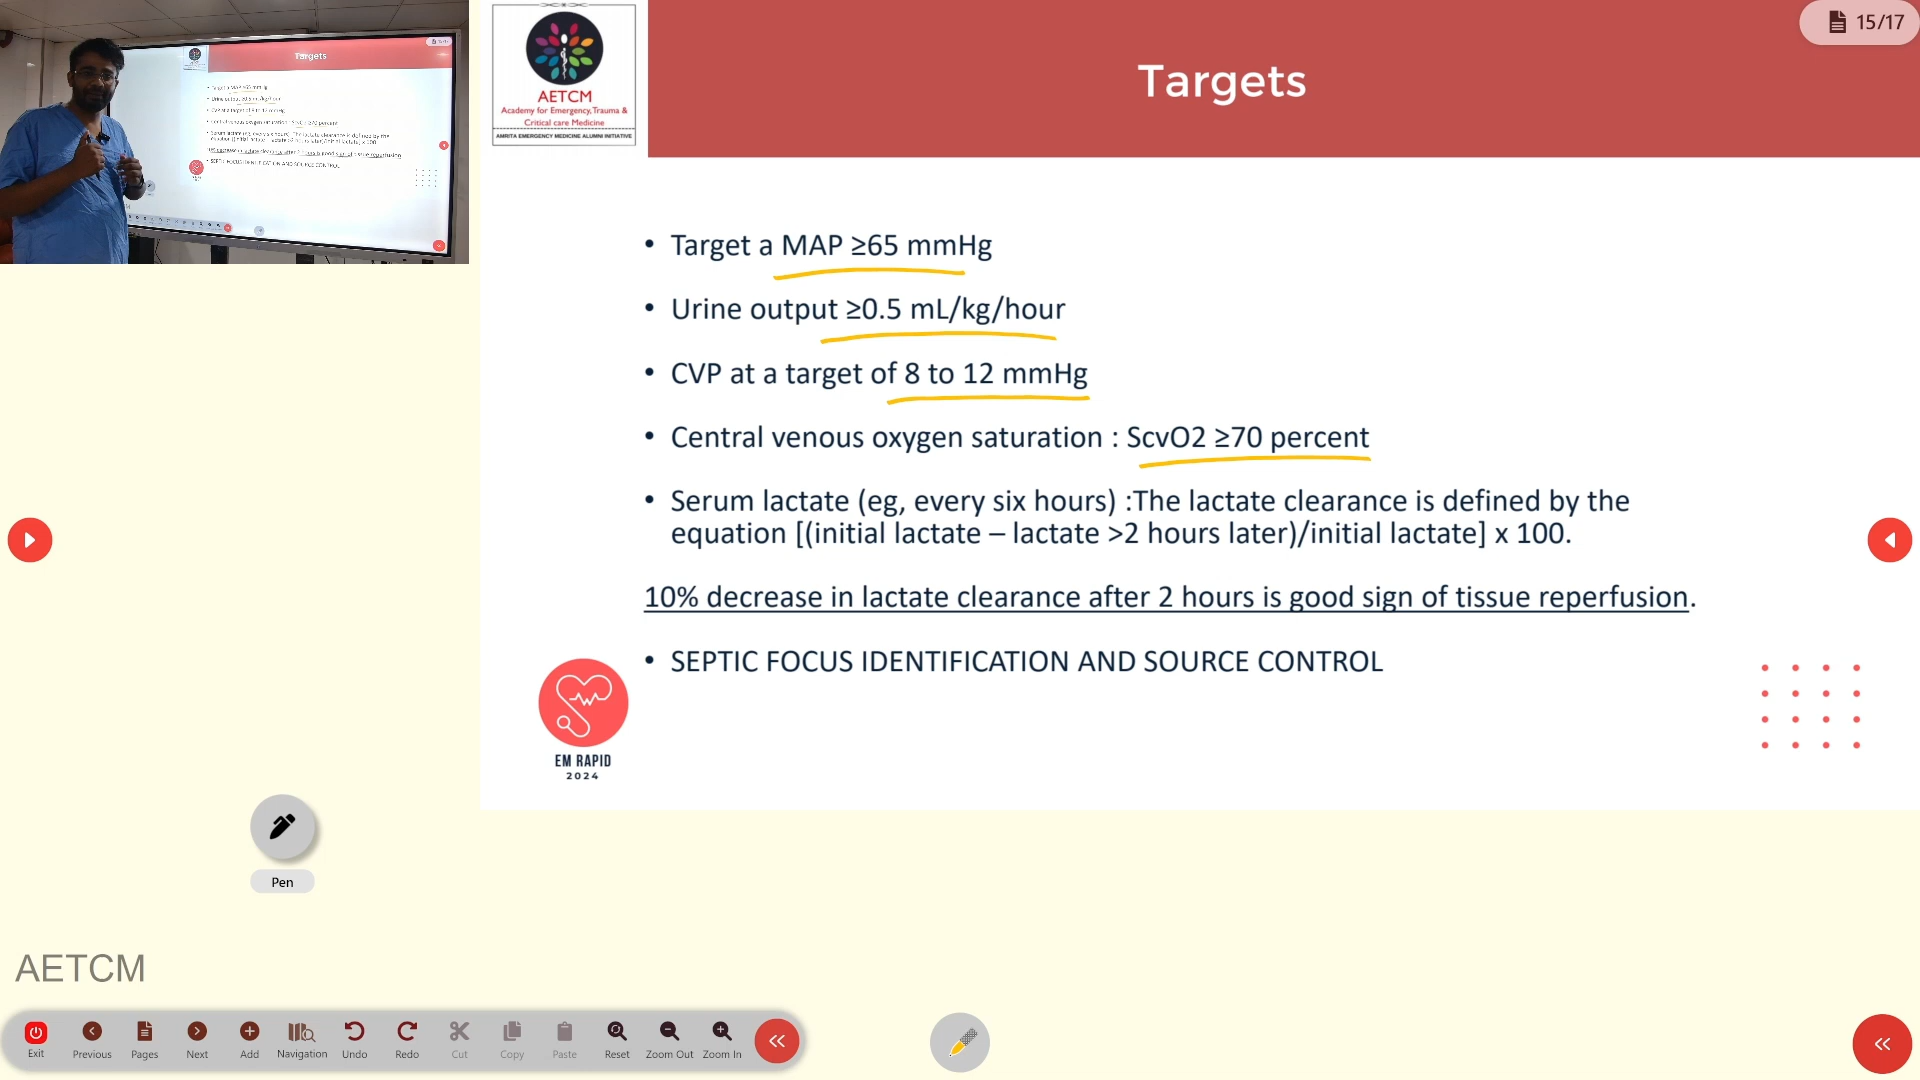 15/17
AETCM
Academy for Emergency, Trauma &
Critical care Medicine
AMRITA EMERGENCY MEDICINE ALUMNI INITIATIVE
Targets
• Target a MAP ≥65 mmHg
• Urine output ≥0.5 mL/kg/hour
• CVP at a target of 8 to 12 mmHg
• Central venous oxygen saturation : ScvO2 ≥70 percent
• Serum lactate (eg, every six hours) :The lactate clearance is defined by the
equation [(initial lactate – lactate >2 hours later)/initial lactate] x 100.
10% decrease in lactate clearance after 2 hours is good sign of tissue reperfusion.
• SEPTIC FOCUS IDENTIFICATION AND SOURCE CONTROL
EM RAPID
2024
Pen
AETCM
Exit Previous Pages Next Add Navigation Undo Redo Cut Copy Paste Reset Zoom Out Zoom In